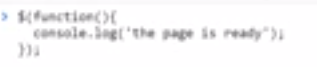 > $(function(){
    console.log('the page is ready");
  });